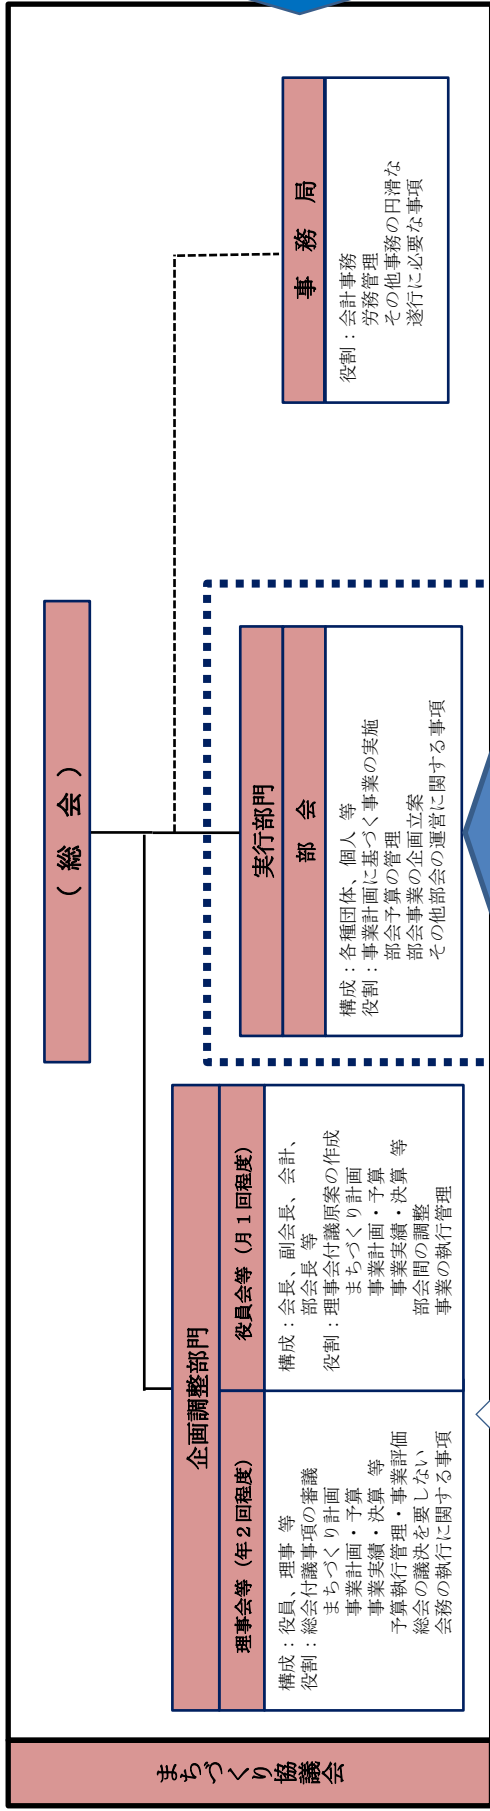 まちづくり協議会
（ 総 会 ）
企画調整部門
理事会等（年２回程度）
構成：役員、理事 等
役割：総会付議事項の審議
まちづくり計画
事業計画・予算
事業実績・決算 等
予算執行管理・事業評価
総会の議決を要しない
会務の執行に関する事項
役員会等（月１回程度）
構成：会長、副会長、会計、
部会長 等
役割：理事会付議原案の作成
まちづくり計画
事業計画・予算
事業実績・決算 等
部会間の調整
事業の執行管理
実行部門
部 会
構成：各種団体、個人 等
役割：事業計画に基づく事業の実施
部会予算の管理
部会事業の企画立案
その他部会の運営に関する事項
事 務 局
役割：会計事務
労務管理
その他事務の円滑な
遂行に必要な事項